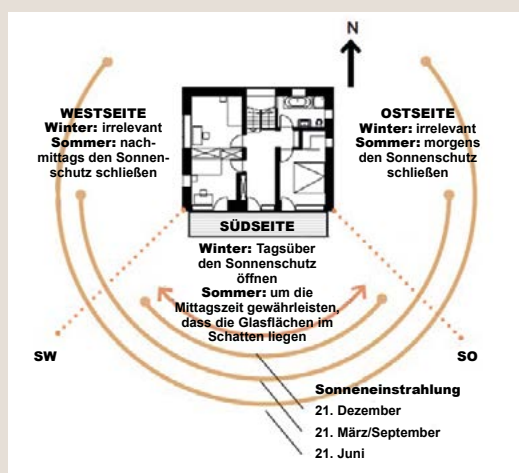 N
WESTSEITE
Winter: irrelevant
Sommer: nach-
mittags den Sonnen-
schutz schließen
OSTSEITE
Winter: irrelevant
Sommer: morgens
den Sonnenschutz
schließen
SÜDSEITE
Winter: Tagsüber
den Sonnenschutz
öffnen
Sommer: um die
Mittagszeit gewährleisten,
dass die Glasflächen im
Schatten liegen
SW
SO
Sonneneinstrahlung
21. Dezember
21. März/September
21. Juni